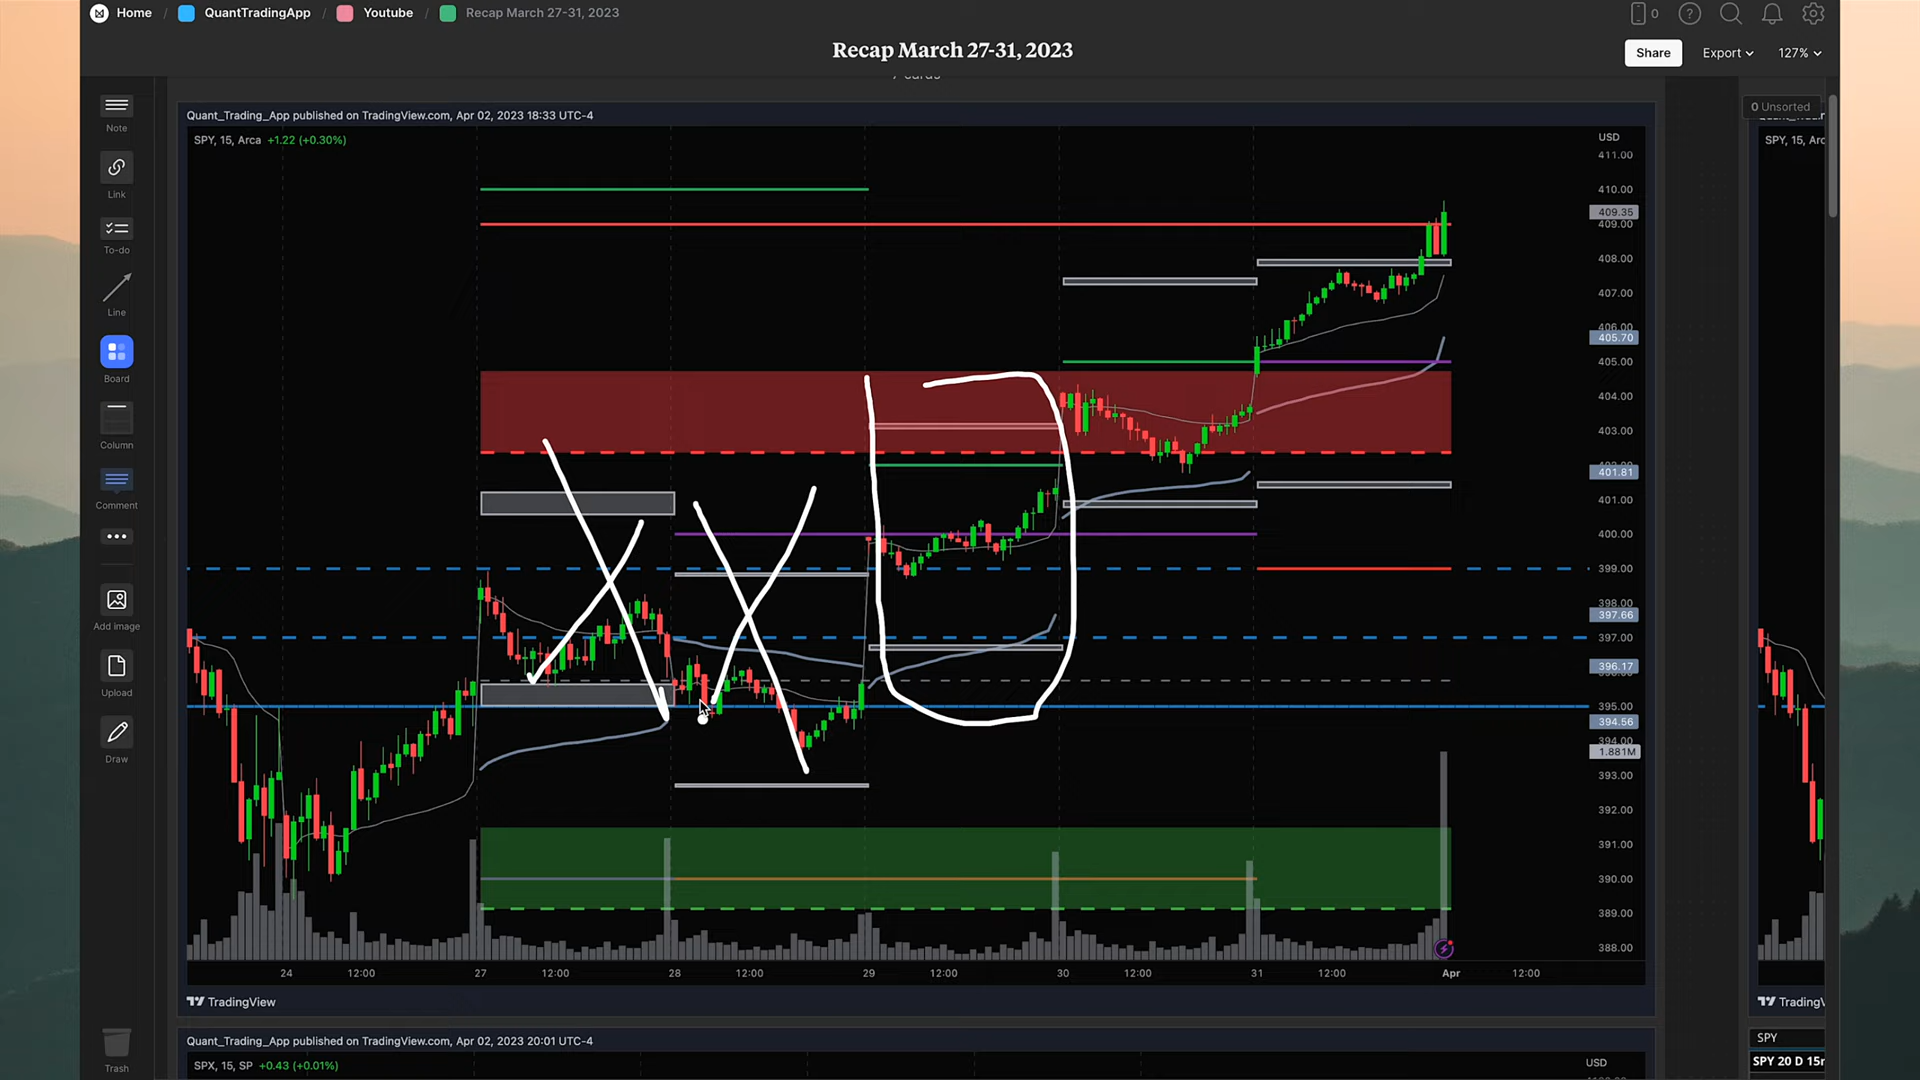 Home / QuantTradingApp / Youtube / Recap March 27-31, 2023
0
Recap March 27-31, 2023
Share
Export
127%
7 cards
0 Unsorted
Note
Link
To-do
Line
Board
Column
Comment
Add image
Upload
Draw
Trash
Quant_Trading_App published on TradingView.com, Apr 02, 2023 18:33 UTC-4
SPY, 15, Arca +1.22 (+0.30%)
USD
411.00
410.00
409.35
409.00
408.00
407.00
406.00
405.70
405.00
404.00
403.00
401.81
401.00
400.00
399.00
398.00
397.66
397.00
396.17
395.00
394.56
394.00
1.881M
393.00
392.00
391.00
390.00
389.00
388.00
24 12:00 27 12:00 28 12:00 29 12:00 30 12:00 31 12:00 Apr 12:00
TradingView
SPY, 15, Arc
TradingV
Quant_Trading_App published on TradingView.com, Apr 02, 2023 20:01 UTC-4
SPX, 15, SP +0.43 (+0.01%)
USD
SPY
SPY 20 D 15